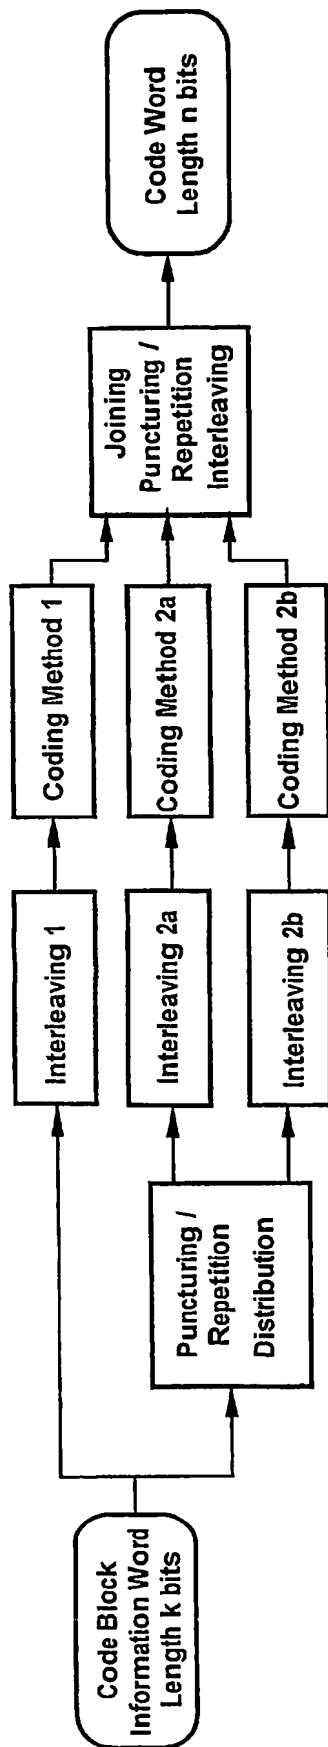 Code Block
Information Word
Length k bits
Puncturing /
Repetition
Distribution
Interleaving 1
Interleaving 2a
Interleaving 2b
Coding Method 1
Coding Method 2a
Coding Method 2b
Joining
Puncturing /
Repetition
Interleaving
Code Word
Length n bits